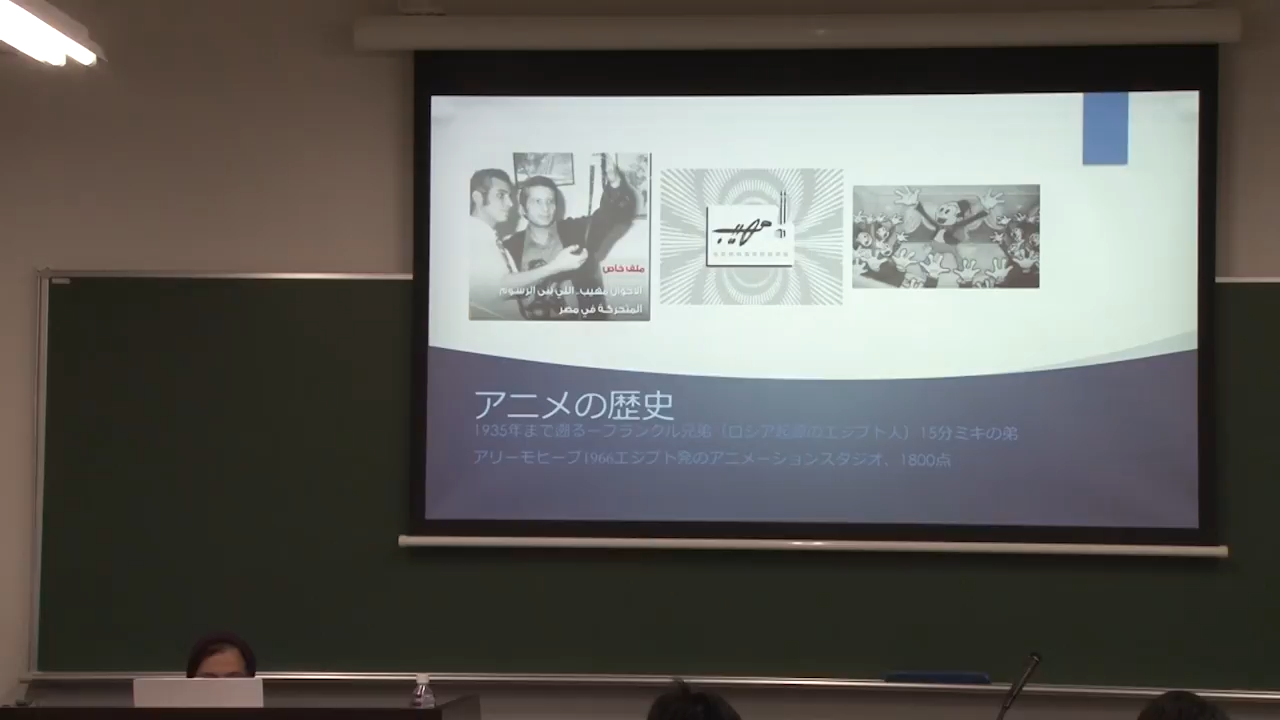 ملف خاص
الاخوان مهيب.. اللي بنى الرسوم
المتحركة في مصر
مهيب
アニメの歴史
1935年まで遡るーフランクル兄弟（ロシア起源のエジプト人）15分ミキの弟
アリーモヒーブ1966エジプト発のアニメーションスタジオ、1800点